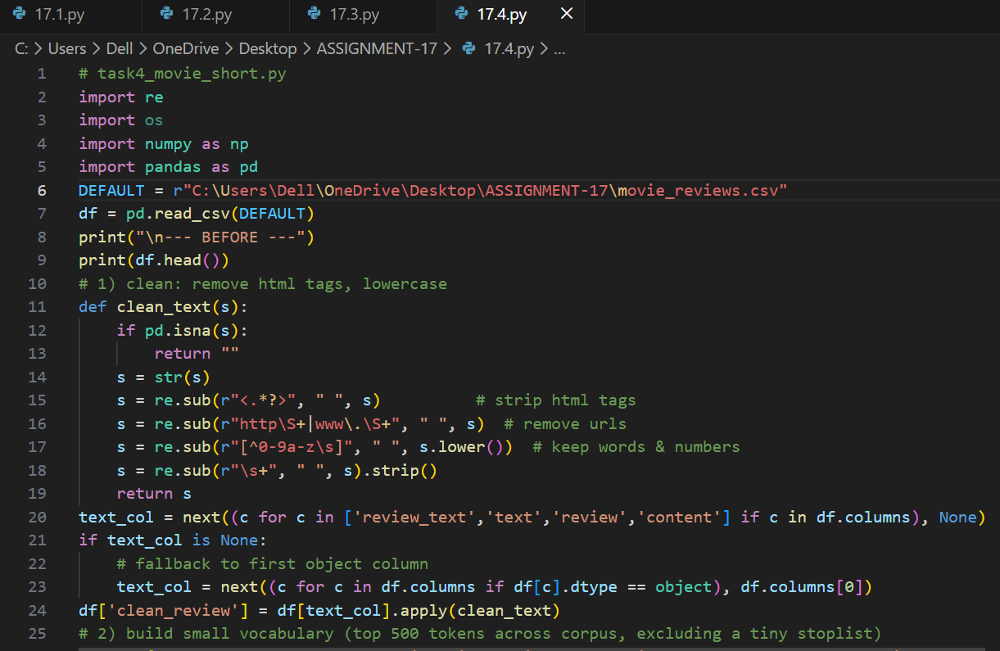 17.1.py 17.2.py 17.3.py 17.4.py ×
C: > Users > Dell > OneDrive > Desktop > ASSIGNMENT-17 > 17.4.py > ...
1 # task4_movie_short.py
2 import re
3 import os
4 import numpy as np
5 import pandas as pd
6 DEFAULT = r"C:\Users\Dell\OneDrive\Desktop\ASSIGNMENT-17\movie_reviews.csv"
7 df = pd.read_csv(DEFAULT)
8 print("\n--- BEFORE ---")
9 print(df.head())
10 # 1) clean: remove html tags, lowercase
11 def clean_text(s):
12     if pd.isna(s):
13         return ""
14     s = str(s)
15     s = re.sub(r"<.*?>", " ", s)          # strip html tags
16     s = re.sub(r"http\S+|www\.\S+", " ", s)  # remove urls
17     s = re.sub(r"[^0-9a-z\s]", " ", s.lower())  # keep words & numbers
18     s = re.sub(r"\s+", " ", s).strip()
19     return s
20 text_col = next((c for c in ['review_text','text','review','content'] if c in df.columns), None)
21 if text_col is None:
22     # fallback to first object column
23     text_col = next((c for c in df.columns if df[c].dtype == object), df.columns[0])
24 df['clean_review'] = df[text_col].apply(clean_text)
25 # 2) build small vocabulary (top 500 tokens across corpus, excluding a tiny stoplist)